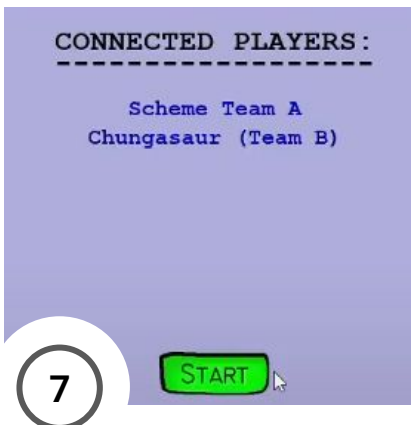 CONNECTED PLAYERS:
------------------
Scheme Team A
Chungasaur (Team B)
START
7